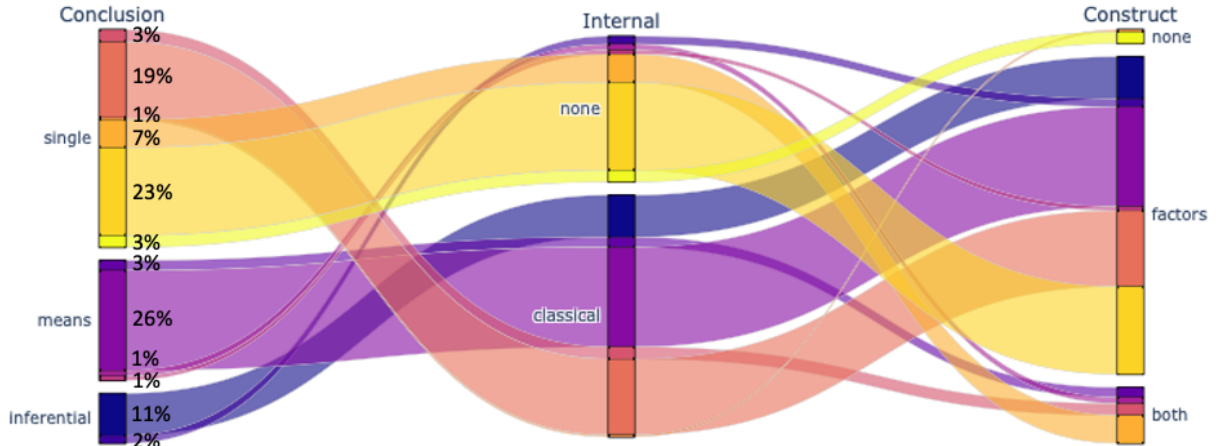 Conclusion
Internal
Construct
3%
19%
1%
single
7%
23%
3%
3%
means
26%
1%
1%
inferential
11%
2%
none
classical
none
factors
both